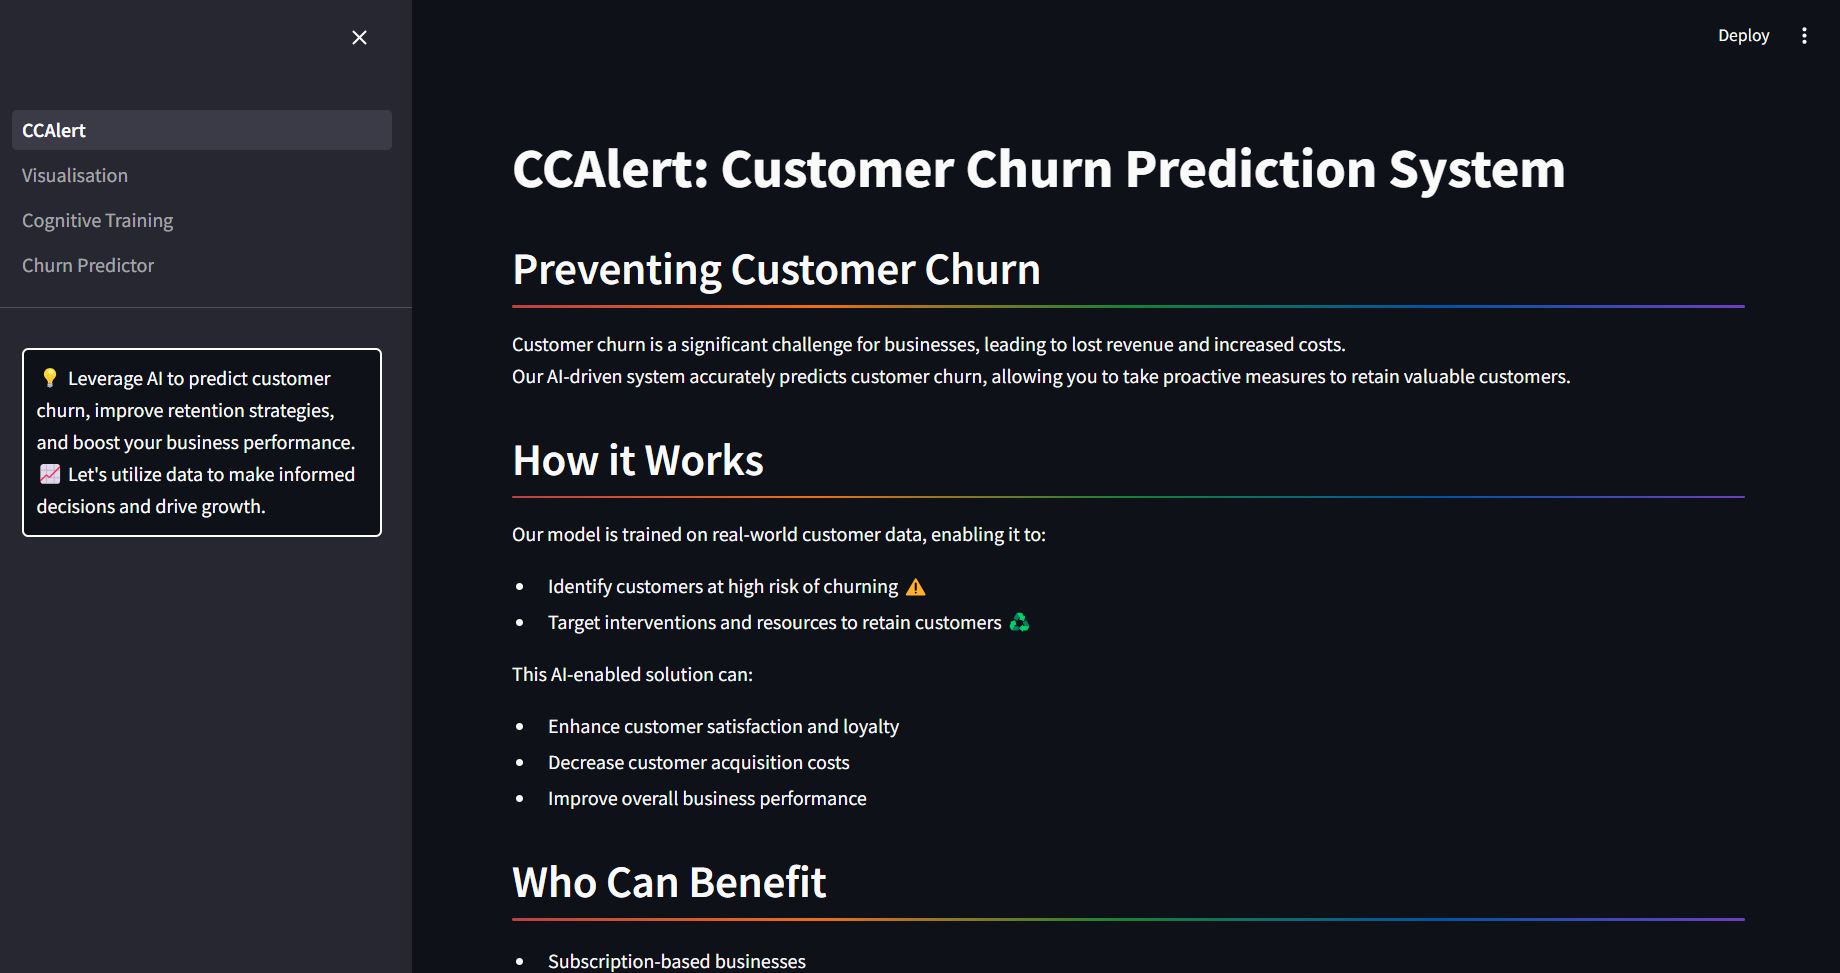 CCAlert
Visualisation
Cognitive Training
Churn Predictor
💡 Leverage AI to predict customer
churn, improve retention strategies,
and boost your business performance.
📈 Let's utilize data to make informed
decisions and drive growth.
Deploy
CCAlert: Customer Churn Prediction System
Preventing Customer Churn
Customer churn is a significant challenge for businesses, leading to lost revenue and increased costs.
Our AI-driven system accurately predicts customer churn, allowing you to take proactive measures to retain valuable customers.
How it Works
Our model is trained on real-world customer data, enabling it to:
• Identify customers at high risk of churning ⚠️
• Target interventions and resources to retain customers ♻️
This AI-enabled solution can:
• Enhance customer satisfaction and loyalty
• Decrease customer acquisition costs
• Improve overall business performance
Who Can Benefit
• Subscription-based businesses